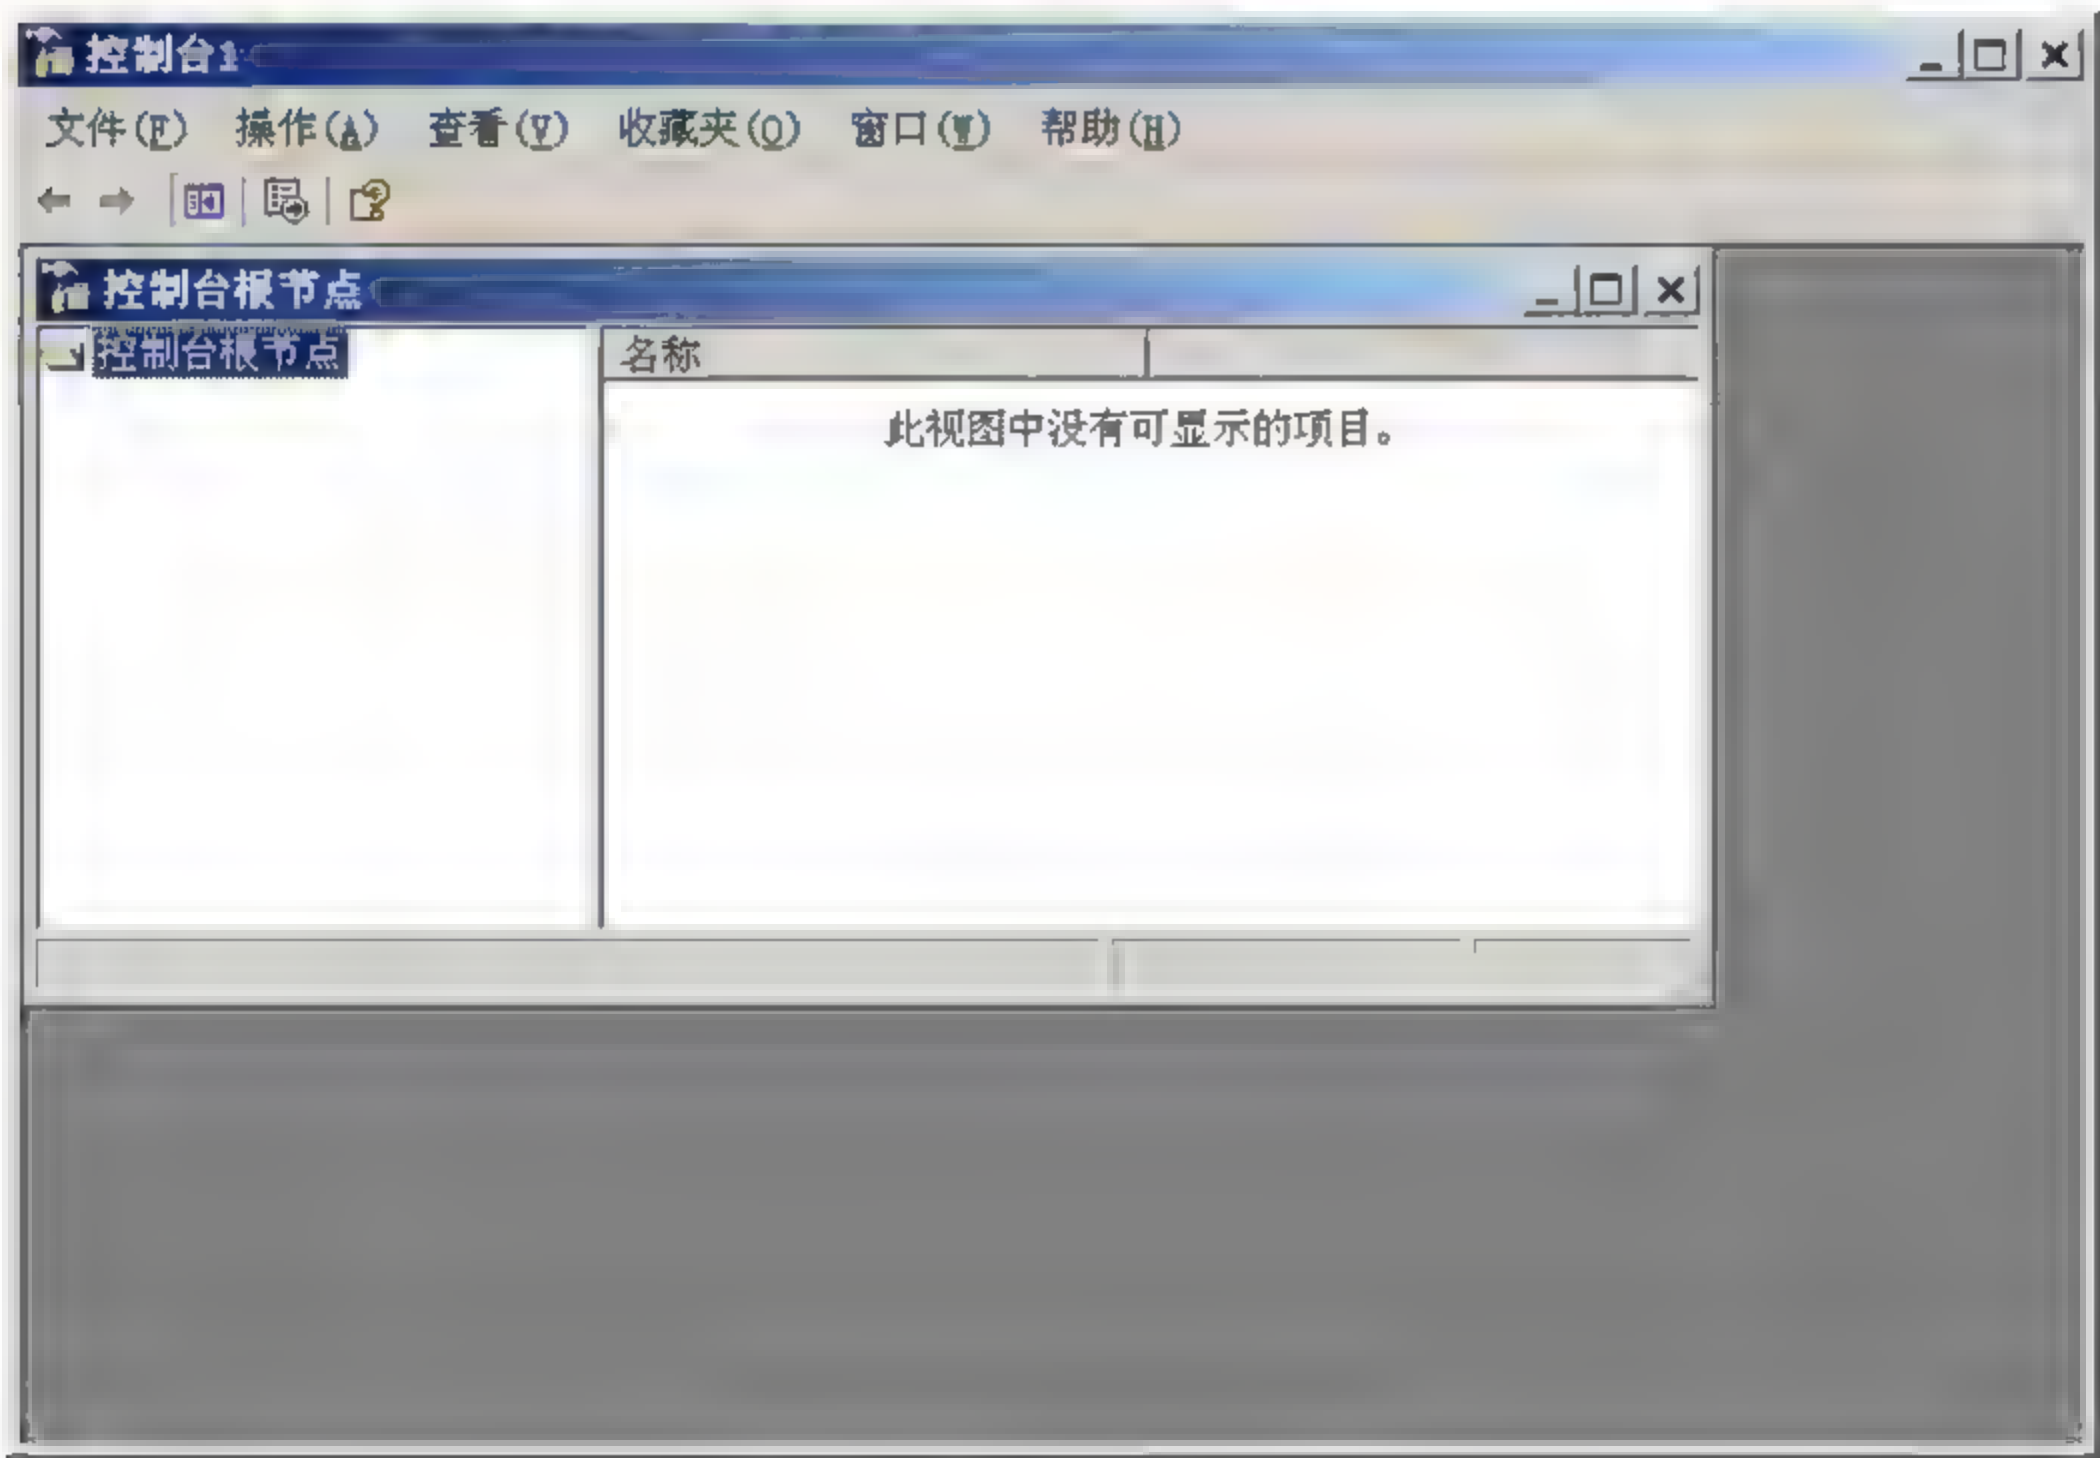 控制台1
文件(F) 操作(A) 查看(V) 收藏夹(O) 窗口(W) 帮助(H)
控制台根节点
控制台根节点
名称
此视图中没有可显示的项目。